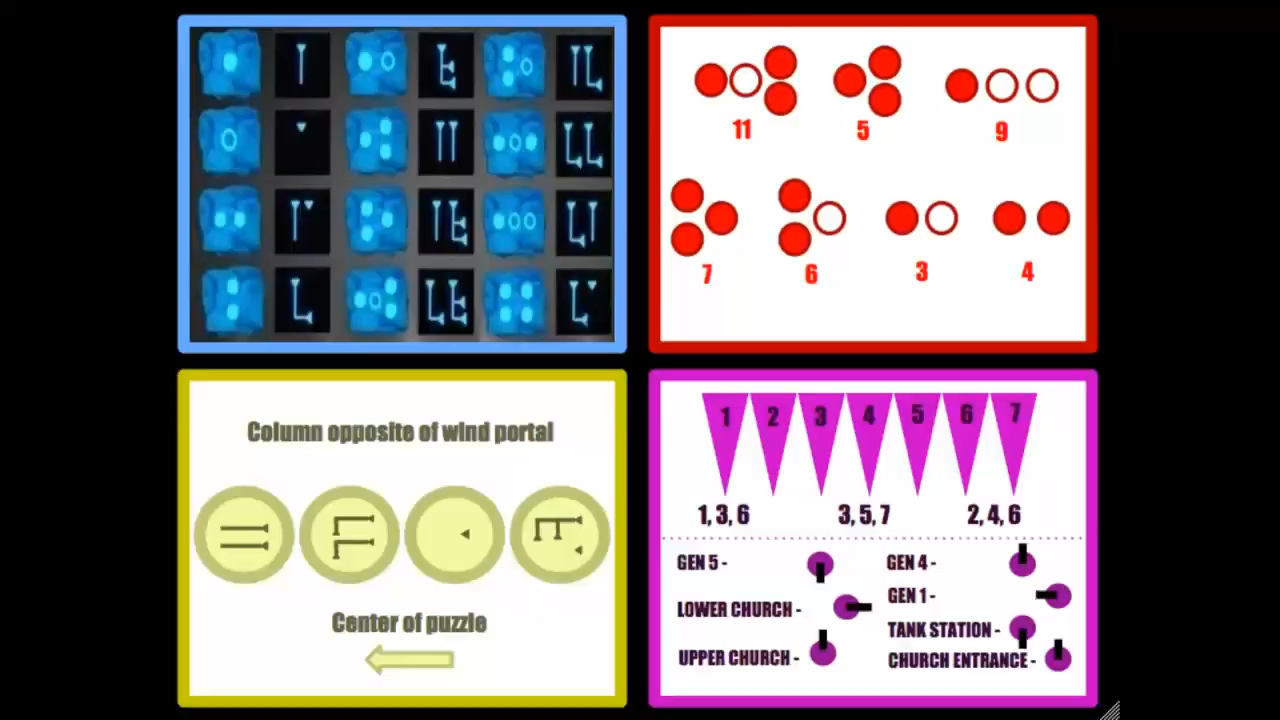 11 5 9
7 6 3 4
Column opposite of wind portal
Center of puzzle
1 2 3 4 5 6 7
1, 3, 6 3, 5, 7 2, 4, 6
GEN 5 - GEN 4 -
GEN 1 -
LOWER CHURCH -
TANK STATION -
UPPER CHURCH - CHURCH ENTRANCE -